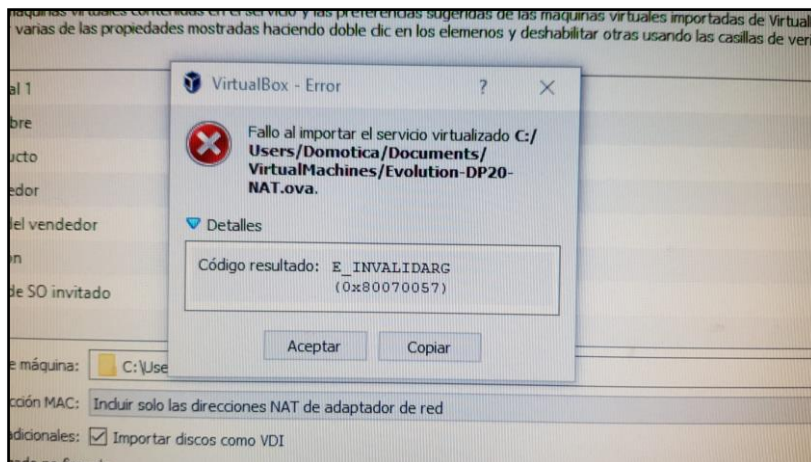 máquinas virtuales contenidas en el servicio y las preferencias sugeridas de las máquinas virtuales importadas de Virtual
varias de las propiedades mostradas haciendo doble clic en los elemenos y deshabilitar otras usando las casillas de veri
al 1
bre
ucto
edor
del vendedor
ón
de SO invitado
VirtualBox - Error
?
Fallo al importar el servicio virtualizado C:/
Users/Domotica/Documents/
VirtualMachines/Evolution-DP20-
NAT.ova.
Detalles
Código resultado: E_INVALIDARG
(0x80070057)
Aceptar Copiar
e máquina: C:\Use
cción MAC: Incluir solo las direcciones NAT de adaptador de red
adicionales: Importar discos como VDI